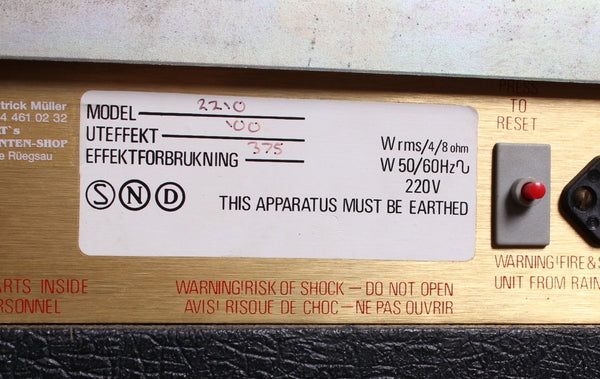 trick Müller
4 461 02 32
T`s
NTEN-SHOP
e Rüegsau
MODEL 2210
UTEFFEKT 100 W rms/4/8 ohm
EFFEKTFORBRUKNING 375 W 50/60Hz
220V
S N D THIS APPARATUS MUST BE EARTHED
PRESS
TO
RESET
ARTS INSIDE
ERSONNEL
WARNING!RISK OF SHOCK — DO NOT OPEN
AVIS! RISQUE DE CHOC — NE PAS OUVRIR
WARNING!FIRE & S
UNIT FROM RAIN